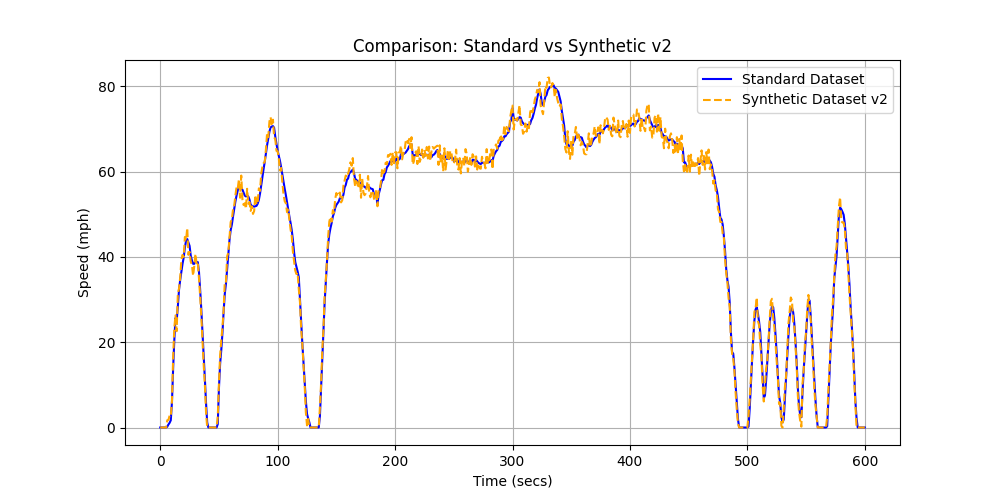 Comparison: Standard vs Synthetic v2
Standard Dataset
Synthetic Dataset v2
Speed (mph)
80
60
40
20
0
0 100 200 300 400 500 600
Time (secs)